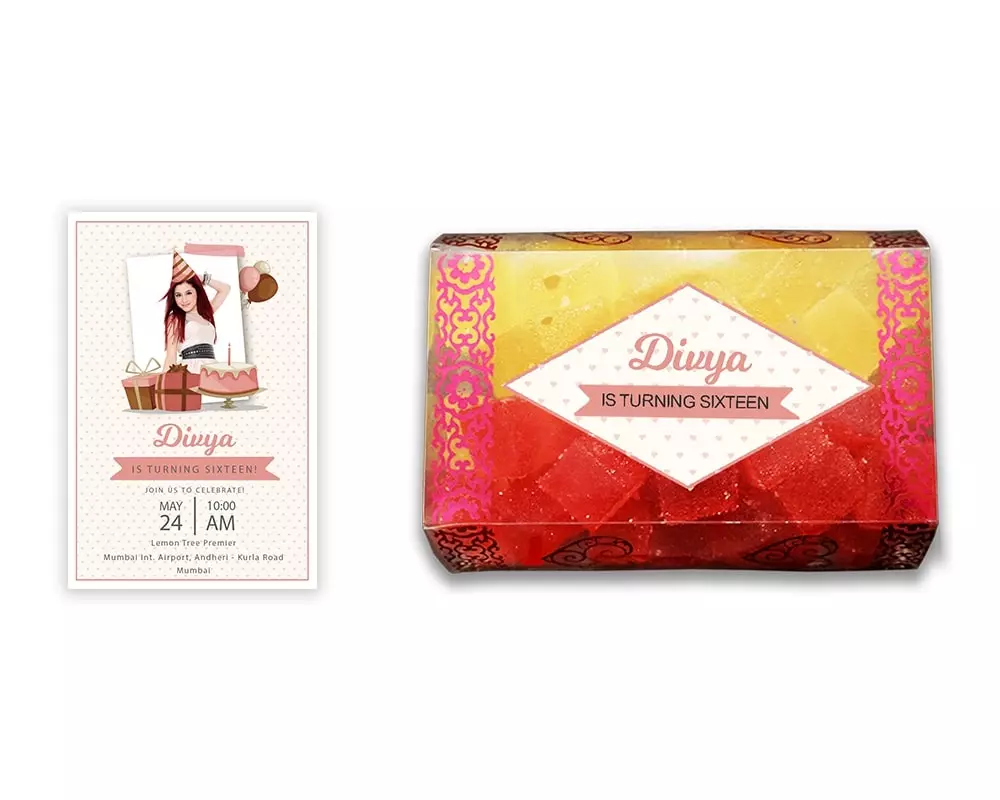 Divya
IS TURNING SIXTEEN!
JOIN US TO CELEBRATE!
MAY
24
10:00
AM
Lemon Tree Premier
Mumbai Int. Airport, Andheri - Kurla Road
Mumbai
Divya
IS TURNING SIXTEEN